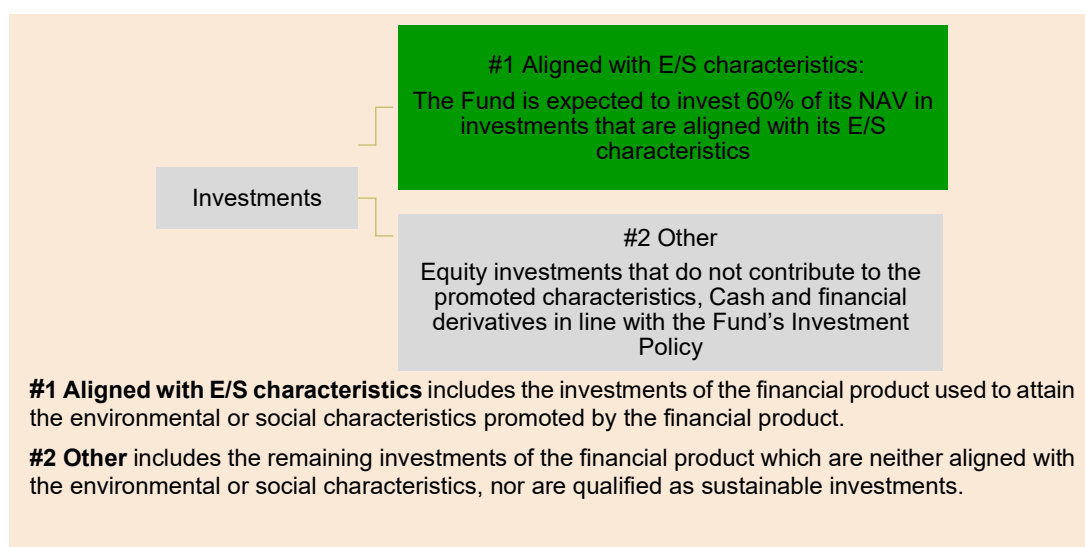 #1 Aligned with E/S characteristics:
The Fund is expected to invest 60% of its NAV in
investments that are aligned with its E/S
characteristics
Investments
#2 Other
Equity investments that do not contribute to the
promoted characteristics, Cash and financial
derivatives in line with the Fund’s Investment
Policy
#1 Aligned with E/S characteristics includes the investments of the financial product used to attain
the environmental or social characteristics promoted by the financial product.
#2 Other includes the remaining investments of the financial product which are neither aligned with
the environmental or social characteristics, nor are qualified as sustainable investments.